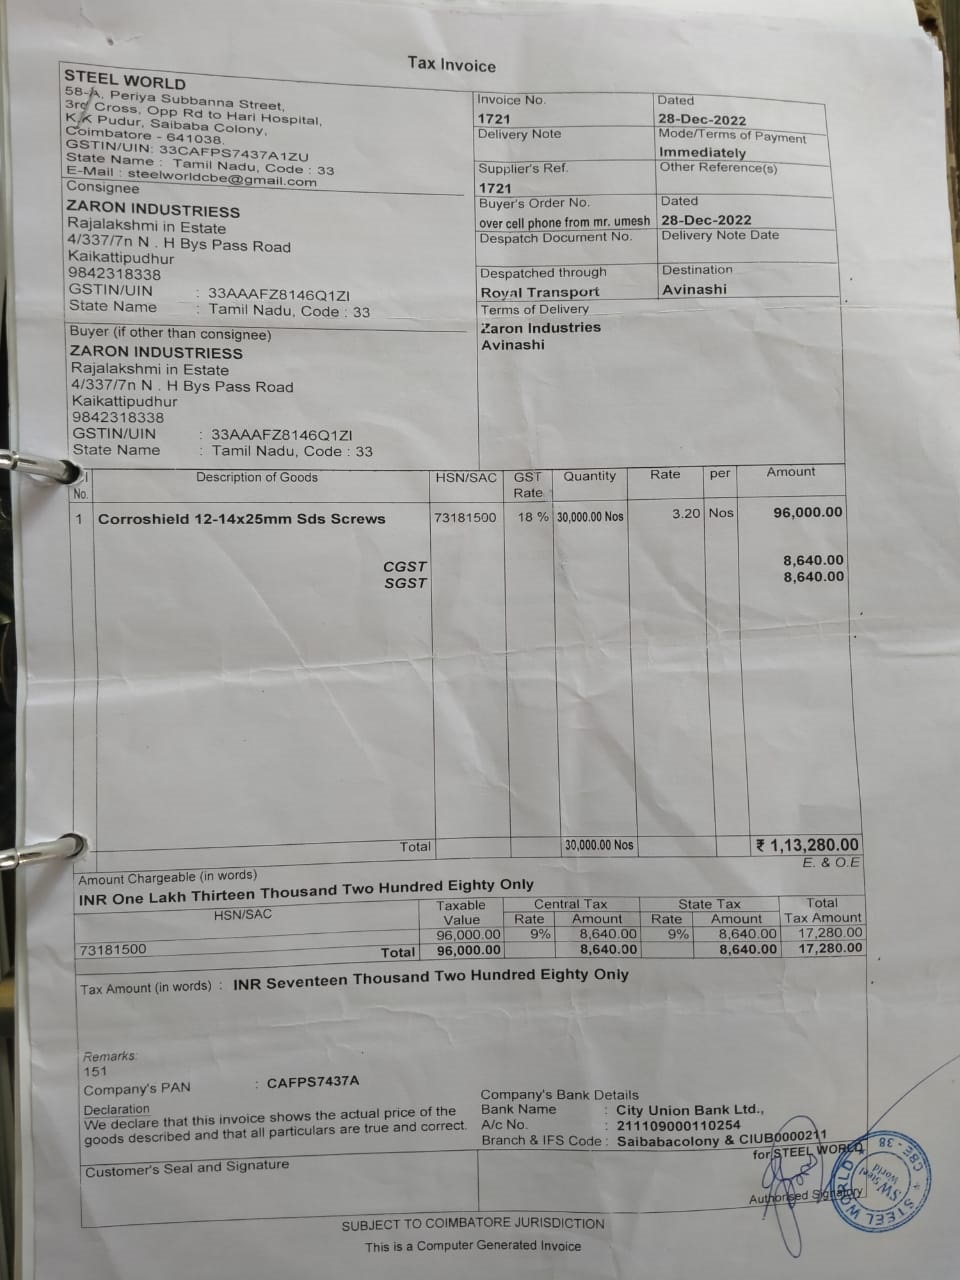 Tax Invoice
STEEL WORLD
58-A, Periya Subbanna Street,
3rd Cross, Opp Rd to Hari Hospital,
K.K Pudur, Saibaba Colony,
Coimbatore - 641038.
GSTIN/UIN: 33CAFPS7437A1ZU
State Name : Tamil Nadu, Code : 33
E-Mail : steelworldcbe@gmail.com
Invoice No.
1721
Dated
28-Dec-2022
Delivery Note
Mode/Terms of Payment
Immediately
Supplier's Ref.
1721
Other Reference(s)
Consignee
ZARON INDUSTRIESS
Rajalakshmi in Estate
4/337/7n N . H Bys Pass Road
Kaikattipudhur
9842318338
GSTIN/UIN : 33AAAFZ8146Q1ZI
State Name : Tamil Nadu, Code : 33
Buyer's Order No.
over cell phone from mr. umesh
Dated
28-Dec-2022
Despatch Document No.
Delivery Note Date
Despatched through
Royal Transport
Destination
Avinashi
Terms of Delivery
Zaron Industries
Avinashi
Buyer (if other than consignee)
ZARON INDUSTRIESS
Rajalakshmi in Estate
4/337/7n N . H Bys Pass Road
Kaikattipudhur
9842318338
GSTIN/UIN : 33AAAFZ8146Q1ZI
State Name : Tamil Nadu, Code : 33
No. Description of Goods HSN/SAC GST Rate Quantity Rate per Amount
1 Corroshield 12-14x25mm Sds Screws 73181500 18 % 30,000.00 Nos 3.20 Nos 96,000.00
CGST 8,640.00
SGST 8,640.00
Total 30,000.00 Nos ₹ 1,13,280.00
Amount Chargeable (in words) E. & O.E
INR One Lakh Thirteen Thousand Two Hundred Eighty Only
HSN/SAC Taxable Value Central Tax State Tax Total Tax Amount
Rate Amount Rate Amount
73181500 96,000.00 9% 8,640.00 9% 8,640.00 17,280.00
Total 96,000.00 8,640.00 8,640.00 17,280.00
Tax Amount (in words) : INR Seventeen Thousand Two Hundred Eighty Only
Remarks:
151
Company's PAN : CAFPS7437A
Declaration
We declare that this invoice shows the actual price of the
goods described and that all particulars are true and correct.
Company's Bank Details
Bank Name : City Union Bank Ltd.,
A/c No. : 211109000110254
Branch & IFS Code : Saibabacolony & CIUB0000211
Customer's Seal and Signature
for STEEL WORLD
Authorised Signatory
STEEL WORLD
CBE - 38
SW Steel World
SUBJECT TO COIMBATORE JURISDICTION
This is a Computer Generated Invoice